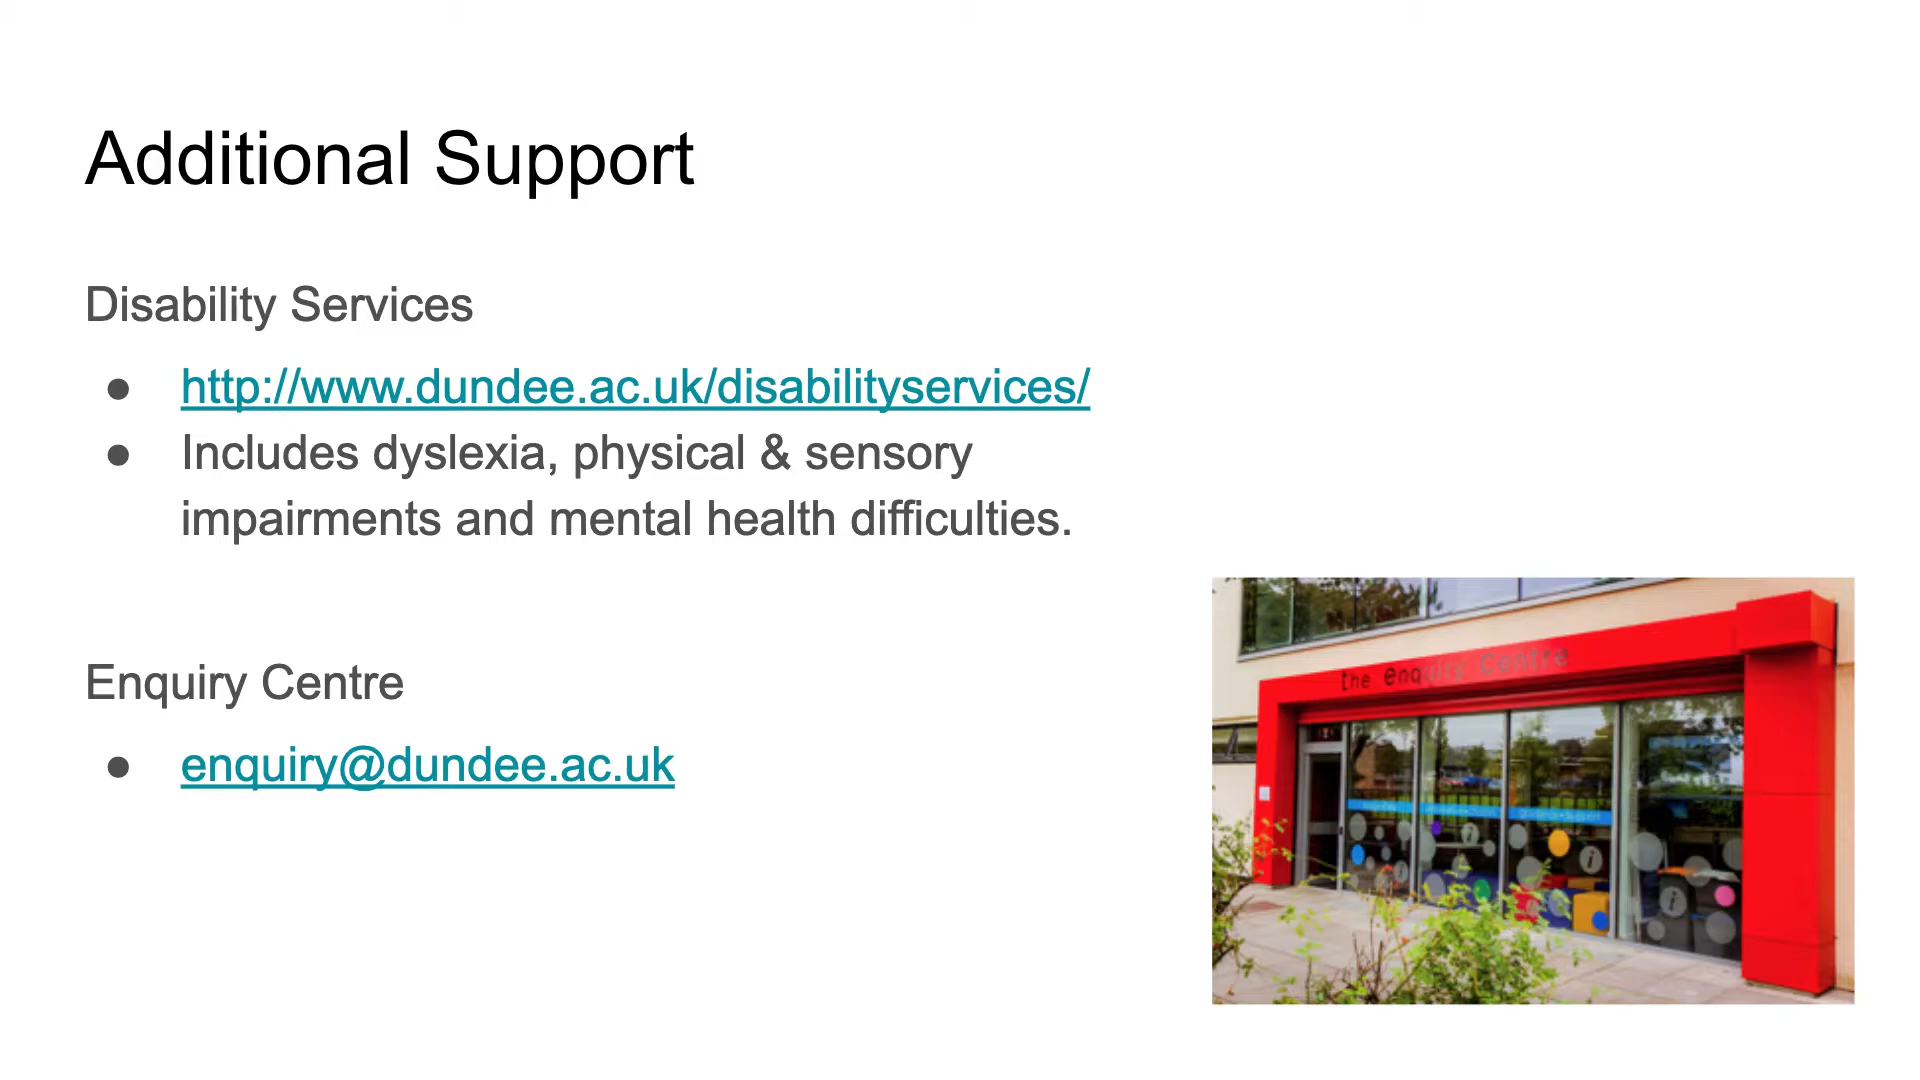 Additional Support
Disability Services
● http://www.dundee.ac.uk/disabilityservices/
● Includes dyslexia, physical & sensory
impairments and mental health difficulties.
Enquiry Centre
● enquiry@dundee.ac.uk
the enquiry Centre